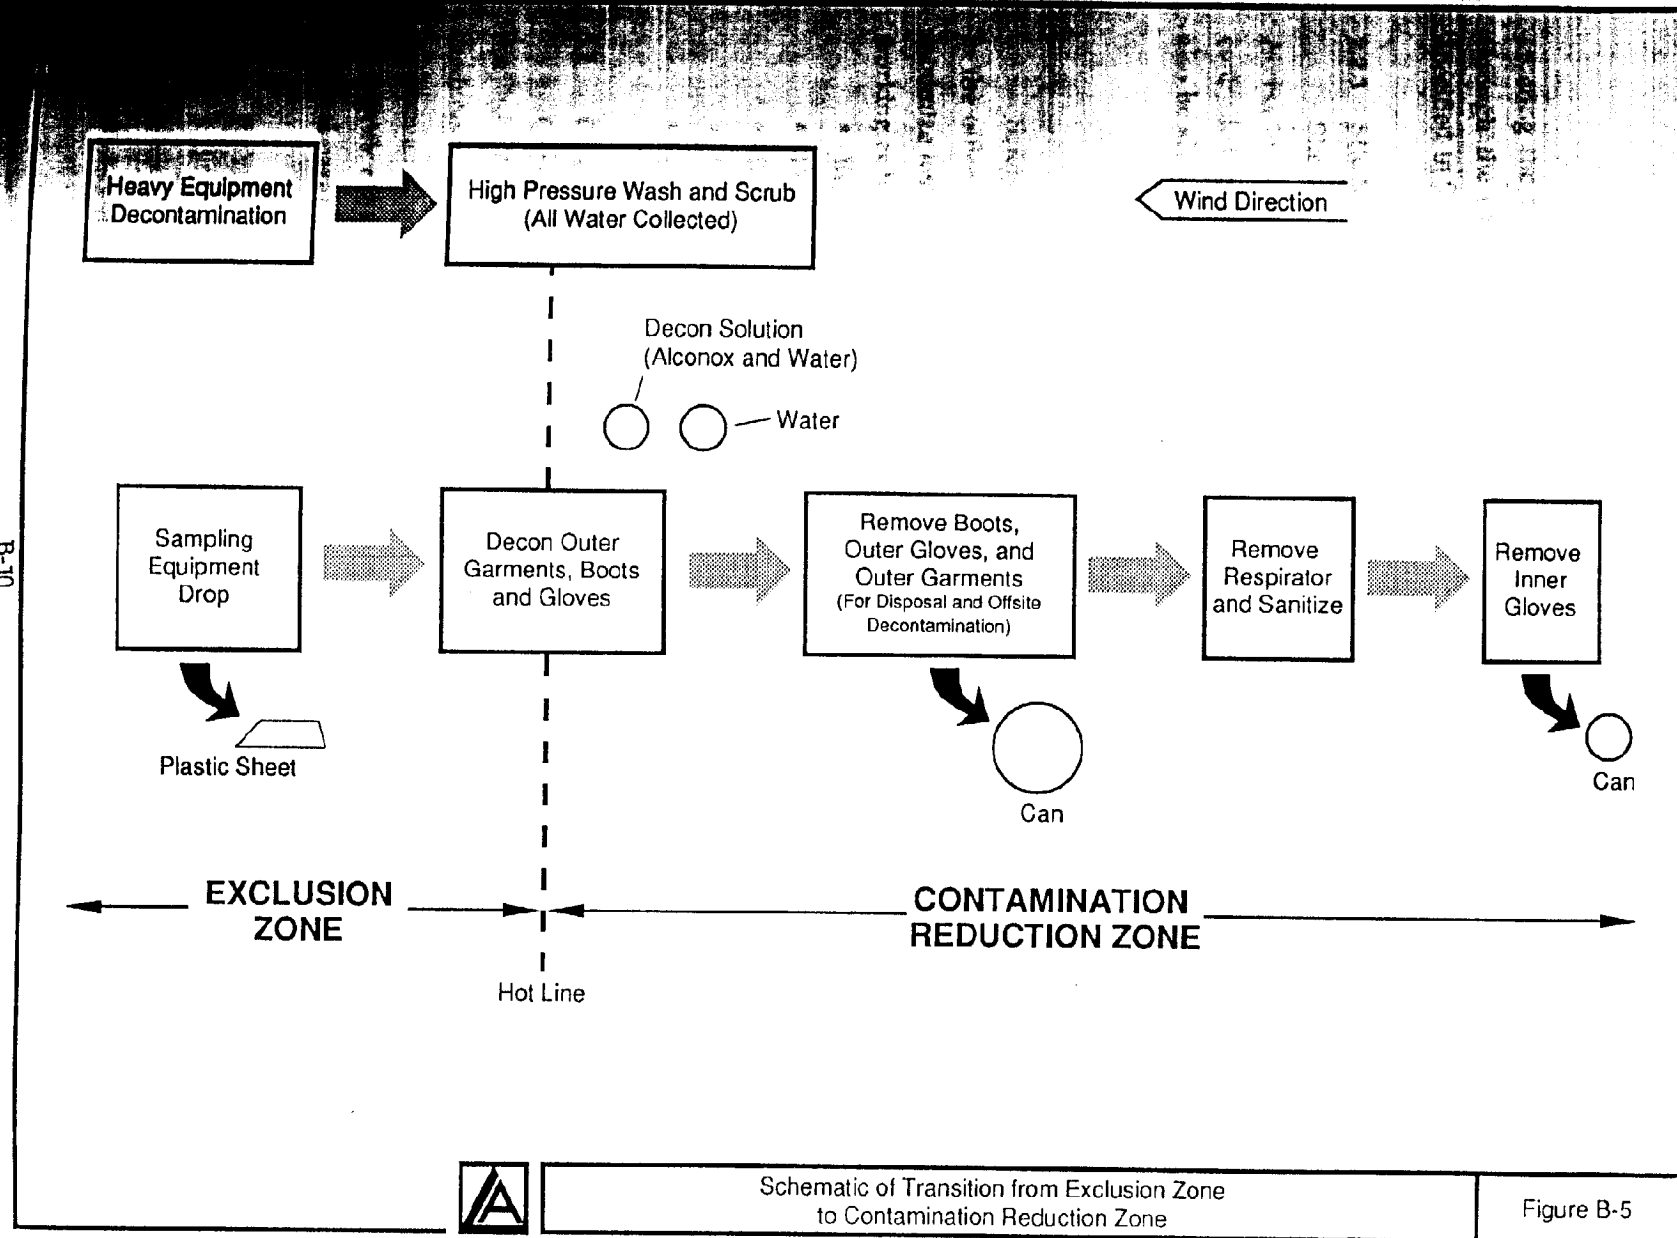 Heavy Equipment
Decontamination
High Pressure Wash and Scrub
(All Water Collected)
Wind Direction
Decon Solution
(Alconox and Water)
Water
Sampling
Equipment
Drop
Decon Outer
Garments, Boots
and Gloves
Remove Boots,
Outer Gloves, and
Outer Garments
(For Disposal and Offsite
Decontamination)
Remove
Respirator
and Sanitize
Remove
Inner
Gloves
Plastic Sheet
Can
Can
EXCLUSION
ZONE
CONTAMINATION
REDUCTION ZONE
Hot Line
B-10
Schematic of Transition from Exclusion Zone
to Contamination Reduction Zone
Figure B-5